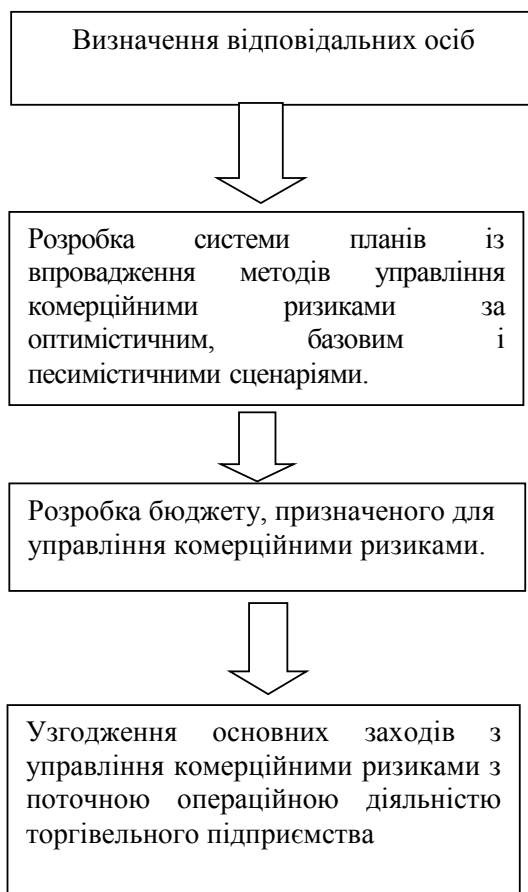 Визначення відповідальних осіб
Розробка системи планів із
впровадження методів управління
комерційними ризиками за
оптимістичним, базовим і
песимістичними сценаріями.
Розробка бюджету, призначеного для
управління комерційними ризиками.
Узгодження основних заходів з
управління комерційними ризиками з
поточною операційною діяльністю
торгівельного підприємства